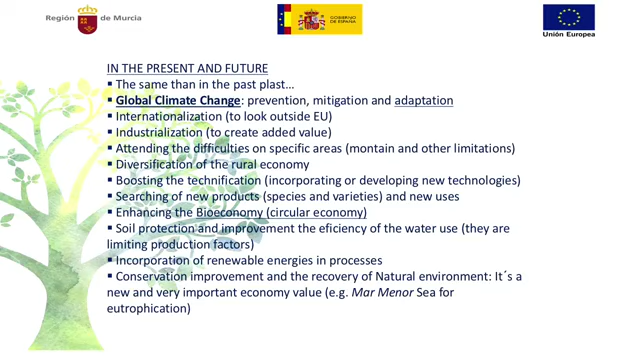 Región de Murcia
GOBIERNO
DE ESPAÑA
Unión Europea
IN THE PRESENT AND FUTURE
▪ The same than in the past plast...
▪ Global Climate Change: prevention, mitigation and adaptation
▪ Internationalization (to look outside EU)
▪ Industrialization (to create added value)
▪ Attending the difficulties on specific areas (montain and other limitations)
▪ Diversification of the rural economy
▪ Boosting the technification (incorporating or developing new technologies)
▪ Searching of new products (species and varieties) and new uses
▪ Enhancing the Bioeconomy (circular economy)
▪ Soil protection and improvement the eficiency of the water use (they are
limiting production factors)
▪ Incorporation of renewable energies in processes
▪ Conservation improvement and the recovery of Natural environment: It´s a
new and very important economy value (e.g. Mar Menor Sea for
eutrophication)